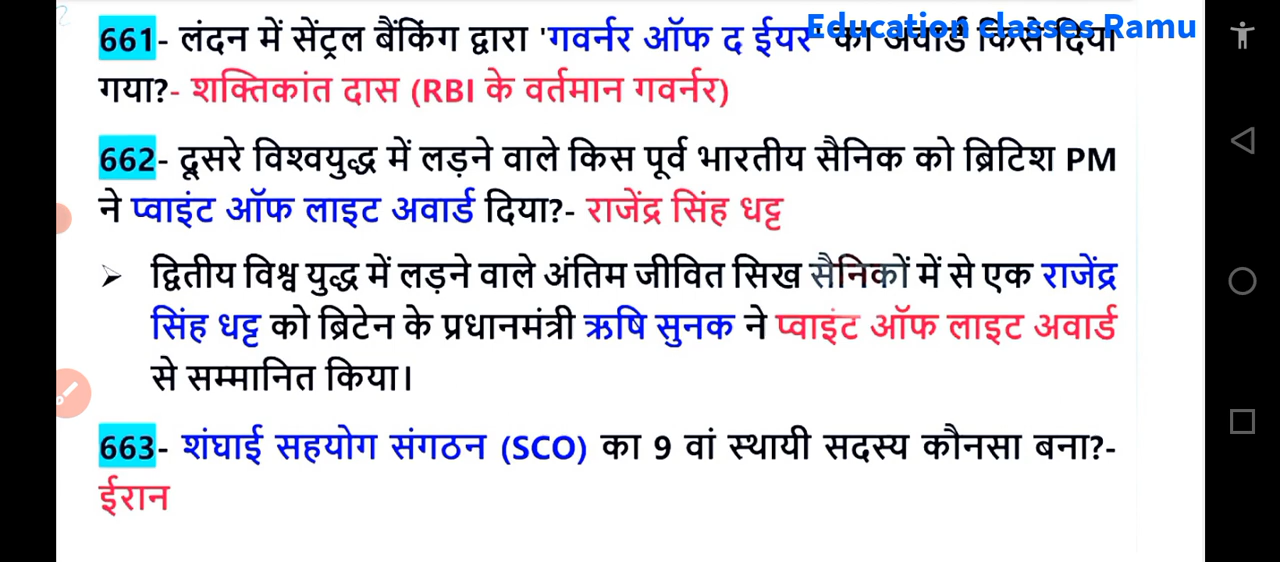 Education classes Ramu
661- लंदन में सेंट्रल बैंकिंग द्वारा 'गवर्नर ऑफ द ईयर' का अवार्ड किसे दिया
गया?- शक्तिकांत दास (RBI के वर्तमान गवर्नर)
662- दूसरे विश्वयुद्ध में लड़ने वाले किस पूर्व भारतीय सैनिक को ब्रिटिश PM
ने प्वाइंट ऑफ लाइट अवार्ड दिया?- राजेंद्र सिंह धट्ट
➢ द्वितीय विश्व युद्ध में लड़ने वाले अंतिम जीवित सिख सैनिकों में से एक राजेंद्र
सिंह धट्ट को ब्रिटेन के प्रधानमंत्री ऋषि सुनक ने प्वाइंट ऑफ लाइट अवार्ड
से सम्मानित किया।
663- शंघाई सहयोग संगठन (SCO) का 9 वां स्थायी सदस्य कौनसा बना?-
ईरान